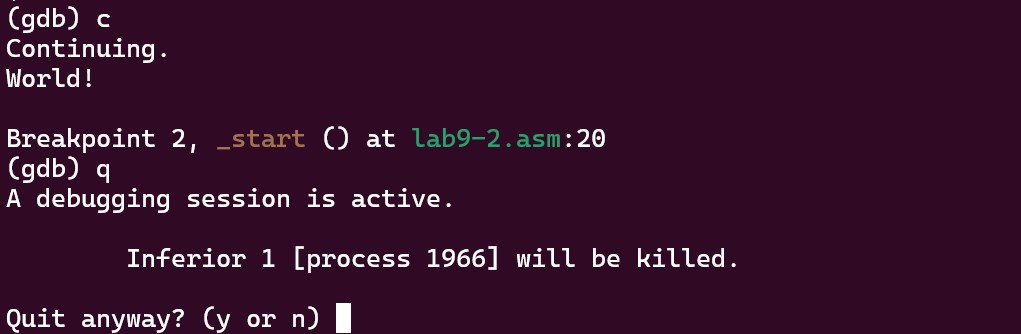 (gdb) c
Continuing.
World!
Breakpoint 2, _start () at lab9-2.asm:20
(gdb) q
A debugging session is active.
Inferior 1 [process 1966] will be killed.
Quit anyway? (y or n)